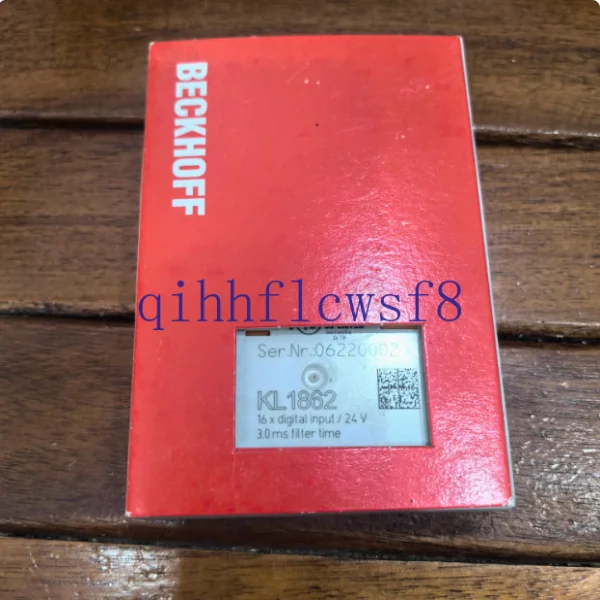 BECKHOFF
qihhflcwsf8
Ser.Nr.:06220002
KL1862
16 x digital input / 24 V
3.0 ms filter time